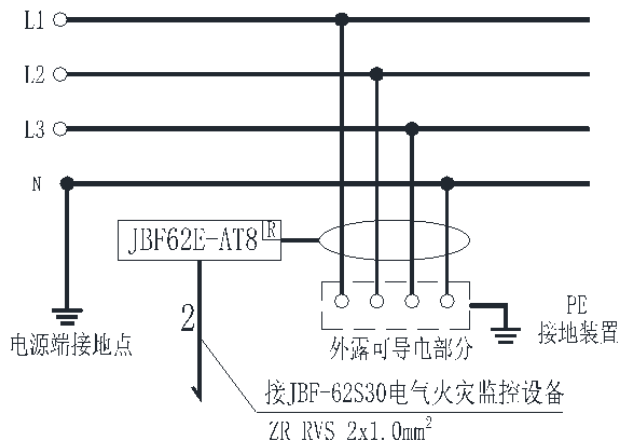 L1
L2
L3
N
JBF62E-AT8 R
2
电源端接地点
外露可导电部分
PE
接地装置
接JBF-62S30电气火灾监控设备
ZR RVS 2x1.0mm²